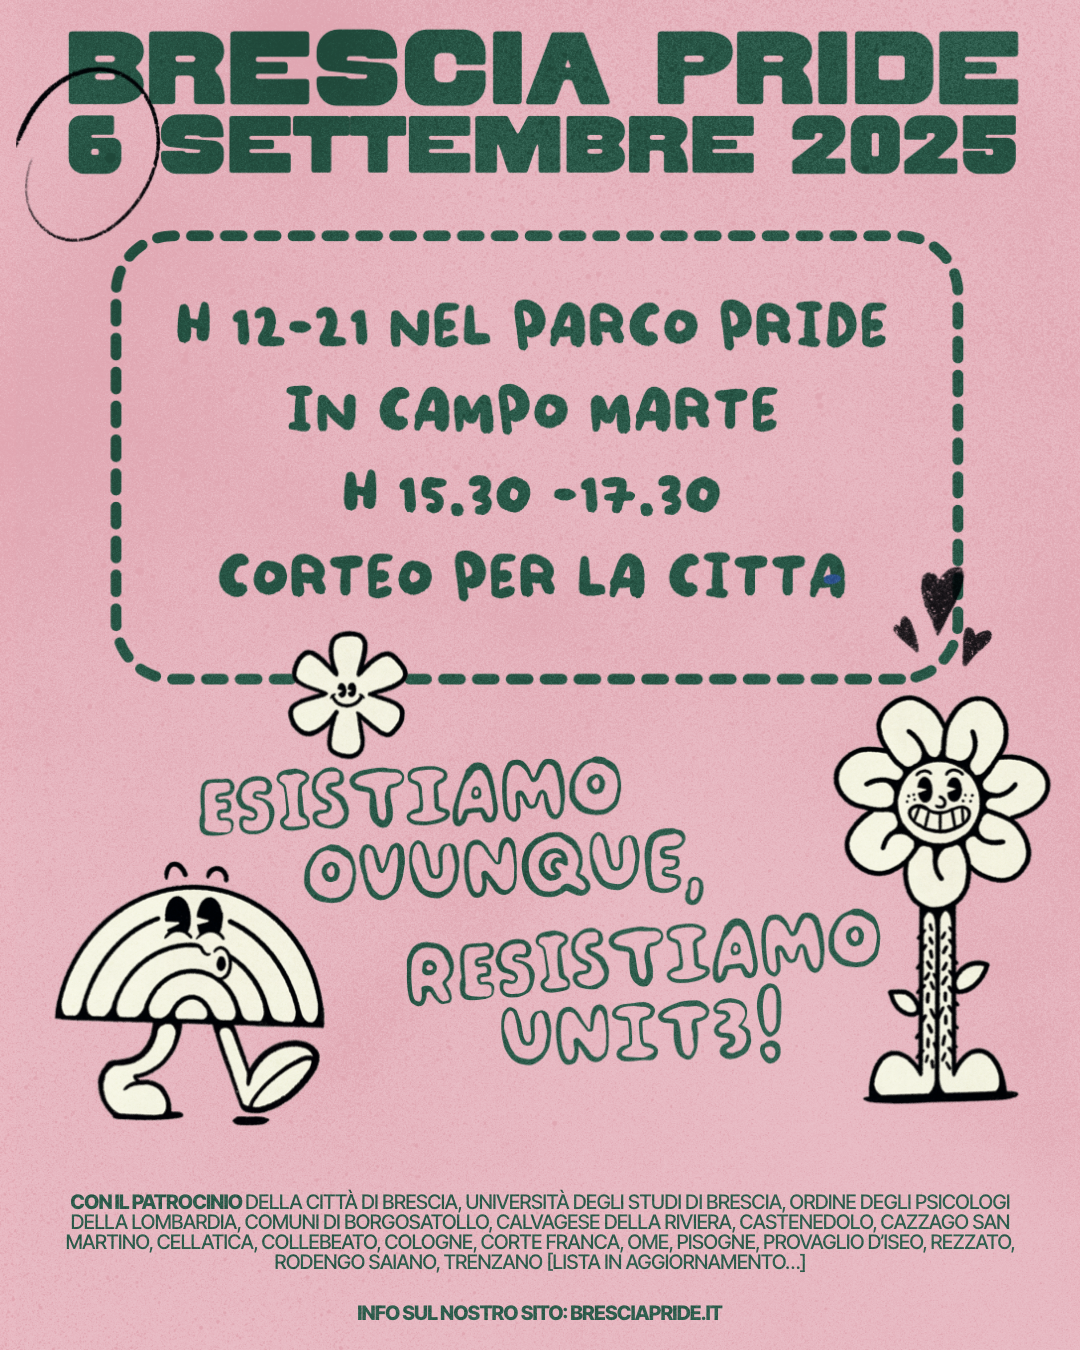 BRESCIA PRIDE
6 SETTEMBRE 2025
H 12-21 NEL PARCO PRIDE
IN CAMPO MARTE
H 15.30 -17.30
CORTEO PER LA CITTA
ESISTIAMO
OVUNQUE,
RESISTIAMO
UNIT3!
CON IL PATROCINIO DELLA CITTÀ DI BRESCIA, UNIVERSITÀ DEGLI STUDI DI BRESCIA, ORDINE DEGLI PSICOLOGI
DELLA LOMBARDIA, COMUNI DI BORGOSATOLLO, CALVAGESE DELLA RIVIERA, CASTENEDOLO, CAZZAGO SAN
MARTINO, CELLATICA, COLLEBEATO, COLOGNE, CORTE FRANCA, OME, PISOGNE, PROVAGLIO D'ISEO, REZZATO,
RODENGO SAIANO, TRENZANO [LISTA IN AGGIORNAMENTO...]
INFO SUL NOSTRO SITO: BRESCIAPRIDE.IT